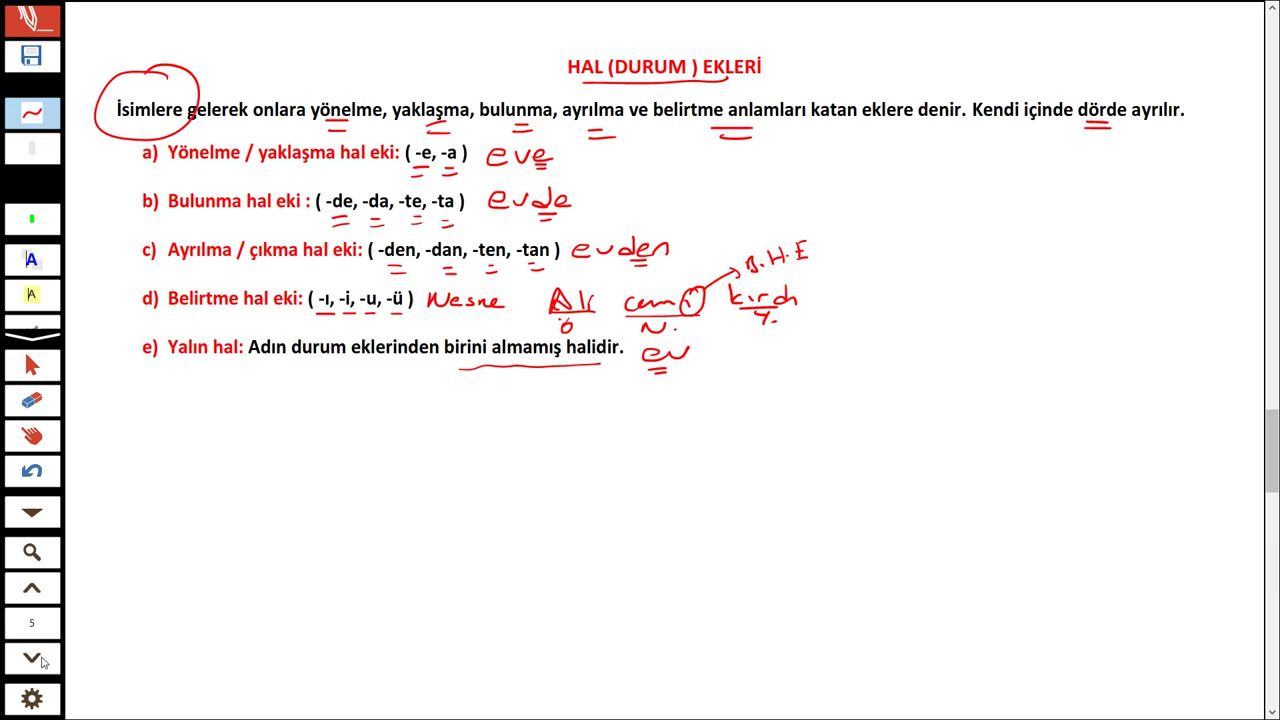 HAL (DURUM ) EKLERİ
İsimlere gelerek onlara yönelme, yaklaşma, bulunma, ayrılma ve belirtme anlamları katan eklere denir. Kendi içinde dörde ayrılır.
a) Yönelme / yaklaşma hal eki: ( -e, -a ) eve
b) Bulunma hal eki : ( -de, -da, -te, -ta ) evde
c) Ayrılma / çıkma hal eki: ( -den, -dan, -ten, -tan ) evden
B.H.E
d) Belirtme hal eki: ( -ı, -i, -u, -ü ) Nesne Ali camı kırdı
Ö N. Y.
e) Yalın hal: Adın durum eklerinden birini almamış halidir. ev
A
A
5